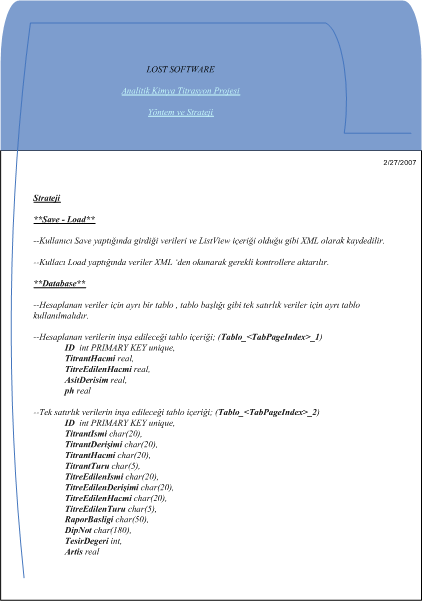 LOST SOFTWARE
Analitik Kimya Titrasyon Projesi
Yöntem ve Strateji
2/27/2007
Strateji
**Save - Load**
--Kullanıcı Save yaptığında girdiği verileri ve ListView içeriği olduğu gibi XML olarak kaydedilir.
--Kullacı Load yaptığında veriler XML 'den okunarak gerekli kontrollere aktarılır.
**Database**
--Hesaplanan veriler için ayrı bir tablo , tablo başlığı gibi tek satırlık veriler için ayrı tablo
kullanılmalıdır.
--Hesaplanan verilerin inşa edileceği tablo içeriği; (Tablo_<TabPageIndex>_1)
ID int PRIMARY KEY unique,
TitrantHacmi real,
TitreEdilenHacmi real,
AsitDerisim real,
ph real
--Tek satırlık verilerin inşa edileceği tablo içeriği; (Tablo_<TabPageIndex>_2)
ID int PRIMARY KEY unique,
TitrantIsmi char(20),
TitrantDerişimi char(20),
TitrantHacmi char(20),
TitrantTuru char(5),
TitreEdilenIsmi char(20),
TitreEdilenDerişimi char(20),
TitreEdilenHacmi char(20),
TitreEdilenTuru char(5),
RaporBasligi char(50),
DipNot char(180),
TesirDegeri int,
Artis real